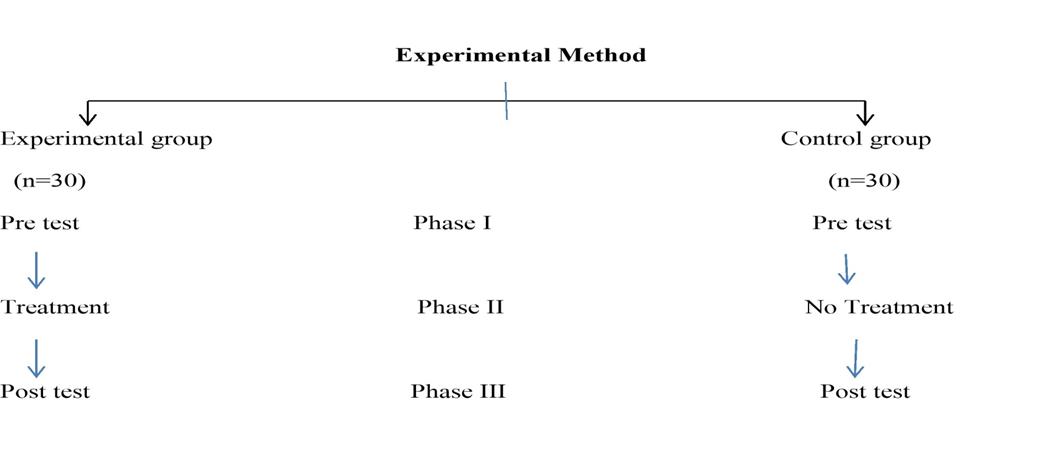 Experimental Method
Experimental group Control group
(n=30) (n=30)
Pre test Phase I Pre test
Treatment Phase II No Treatment
Post test Phase III Post test